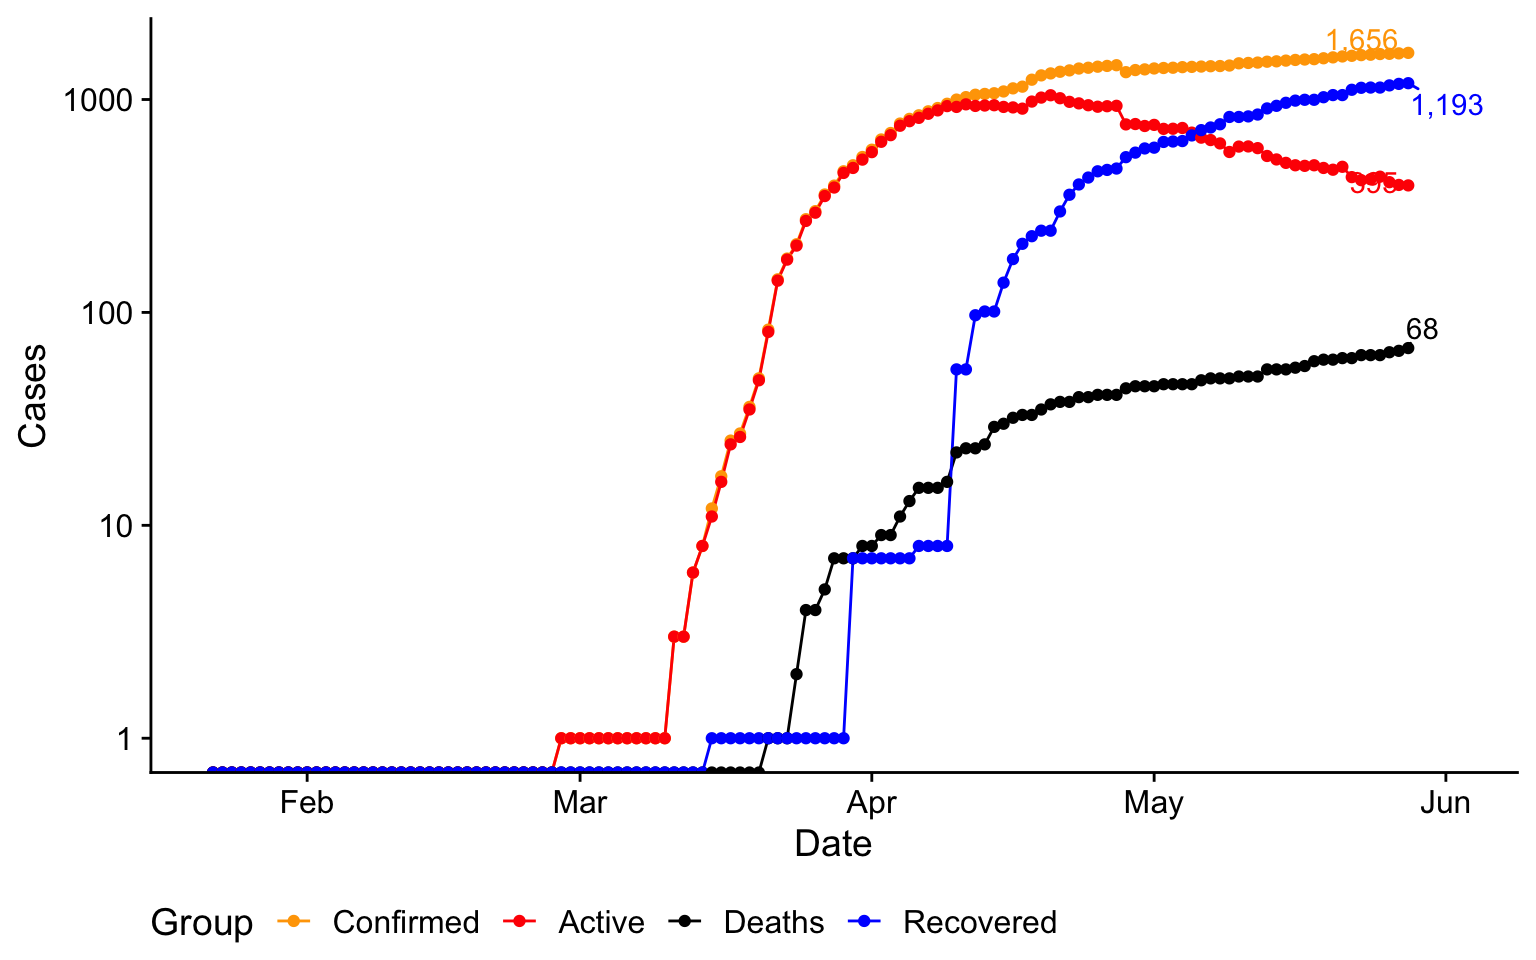 1,656
1000
1,193
395
100
68
Cases
10
1
Feb Mar Apr May Jun
Date
Group Confirmed Active Deaths Recovered